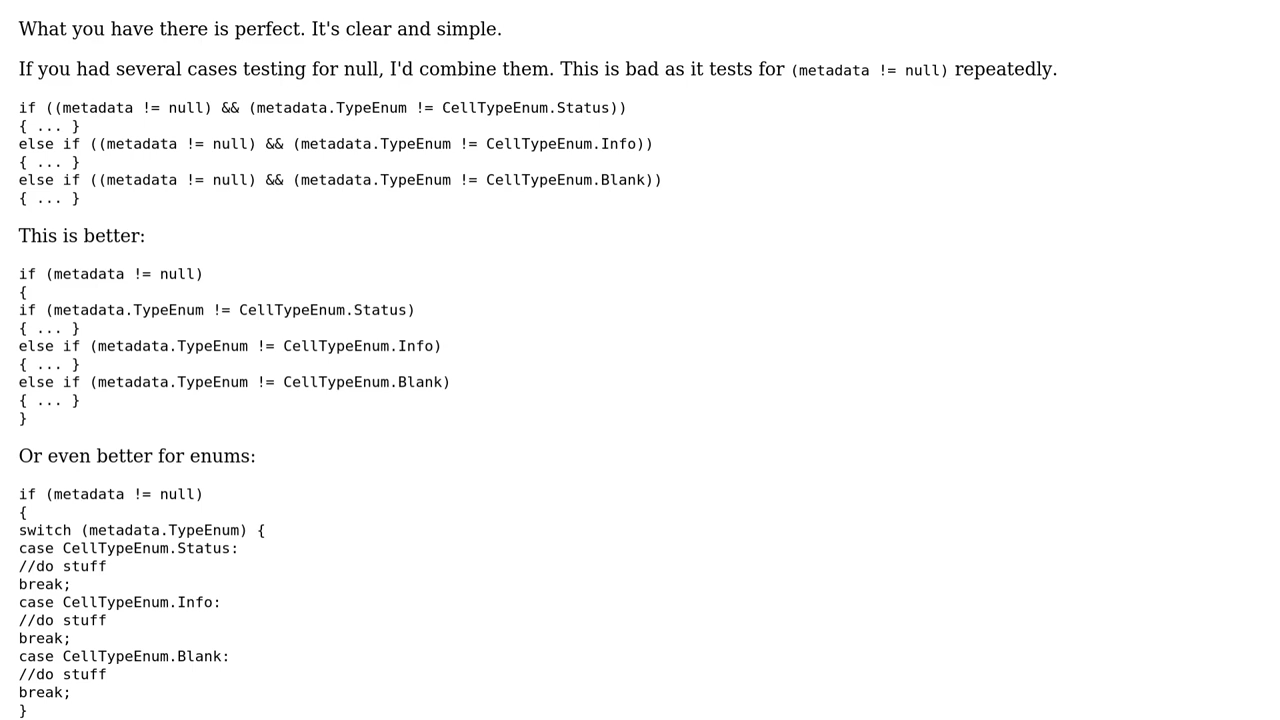 What you have there is perfect. It's clear and simple.
If you had several cases testing for null, I'd combine them. This is bad as it tests for (metadata != null) repeatedly.
if ((metadata != null) && (metadata.TypeEnum != CellTypeEnum.Status))
{ ... }
else if ((metadata != null) && (metadata.TypeEnum != CellTypeEnum.Info))
{ ... }
else if ((metadata != null) && (metadata.TypeEnum != CellTypeEnum.Blank))
{ ... }
This is better:
if (metadata != null)
{
if (metadata.TypeEnum != CellTypeEnum.Status)
{ ... }
else if (metadata.TypeEnum != CellTypeEnum.Info)
{ ... }
else if (metadata.TypeEnum != CellTypeEnum.Blank)
{ ... }
}
Or even better for enums:
if (metadata != null)
{
switch (metadata.TypeEnum) {
case CellTypeEnum.Status:
//do stuff
break;
case CellTypeEnum.Info:
//do stuff
break;
case CellTypeEnum.Blank:
//do stuff
break;
}